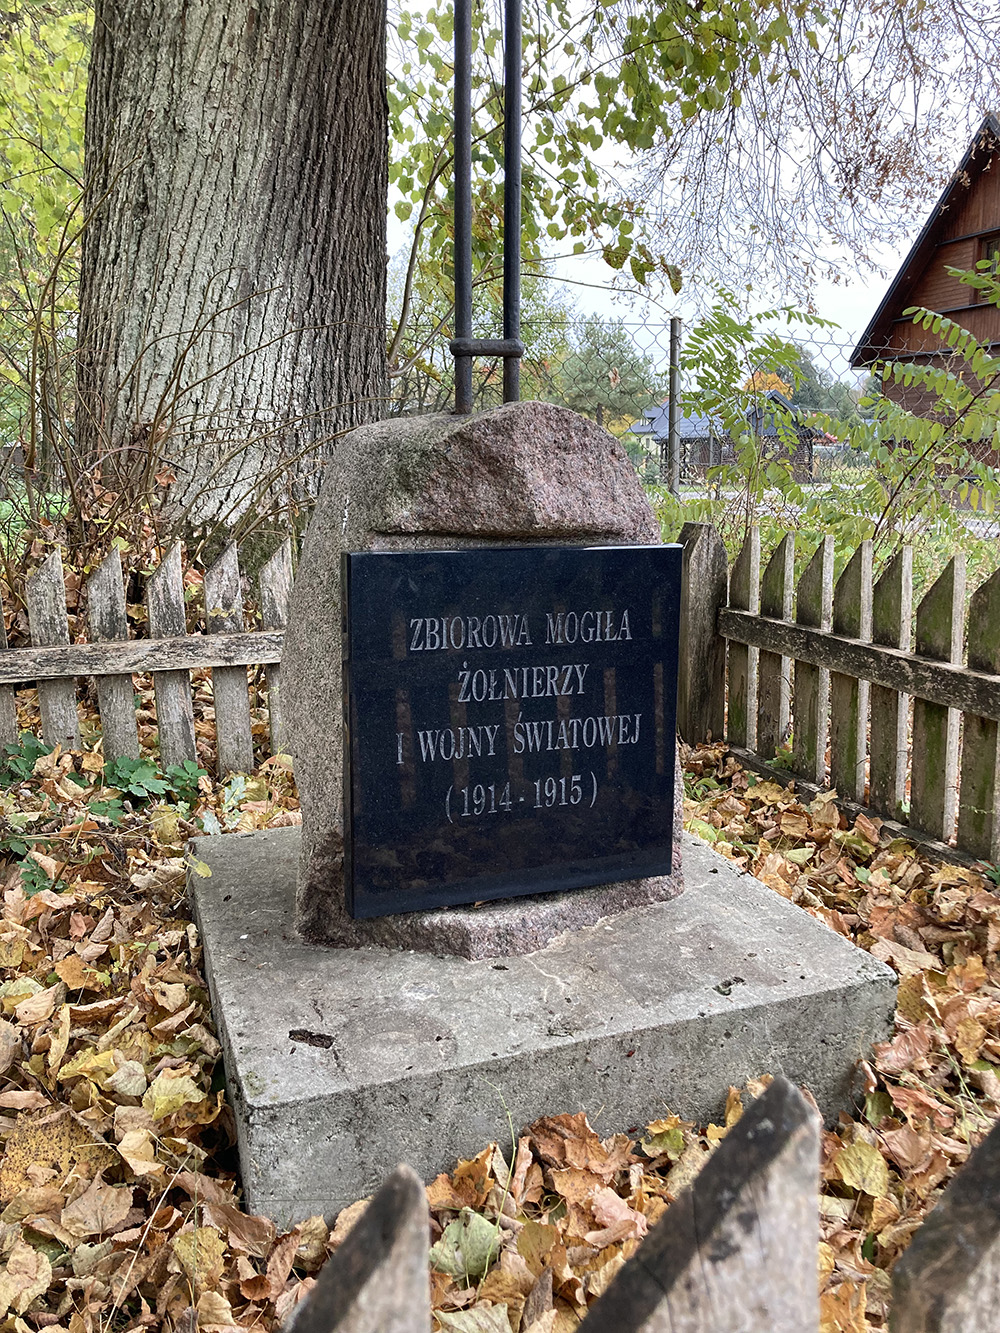 ZBIOROWA MOGIŁA
ŻOŁNIERZY
I WOJNY ŚWIATOWEJ
(1914 - 1915)